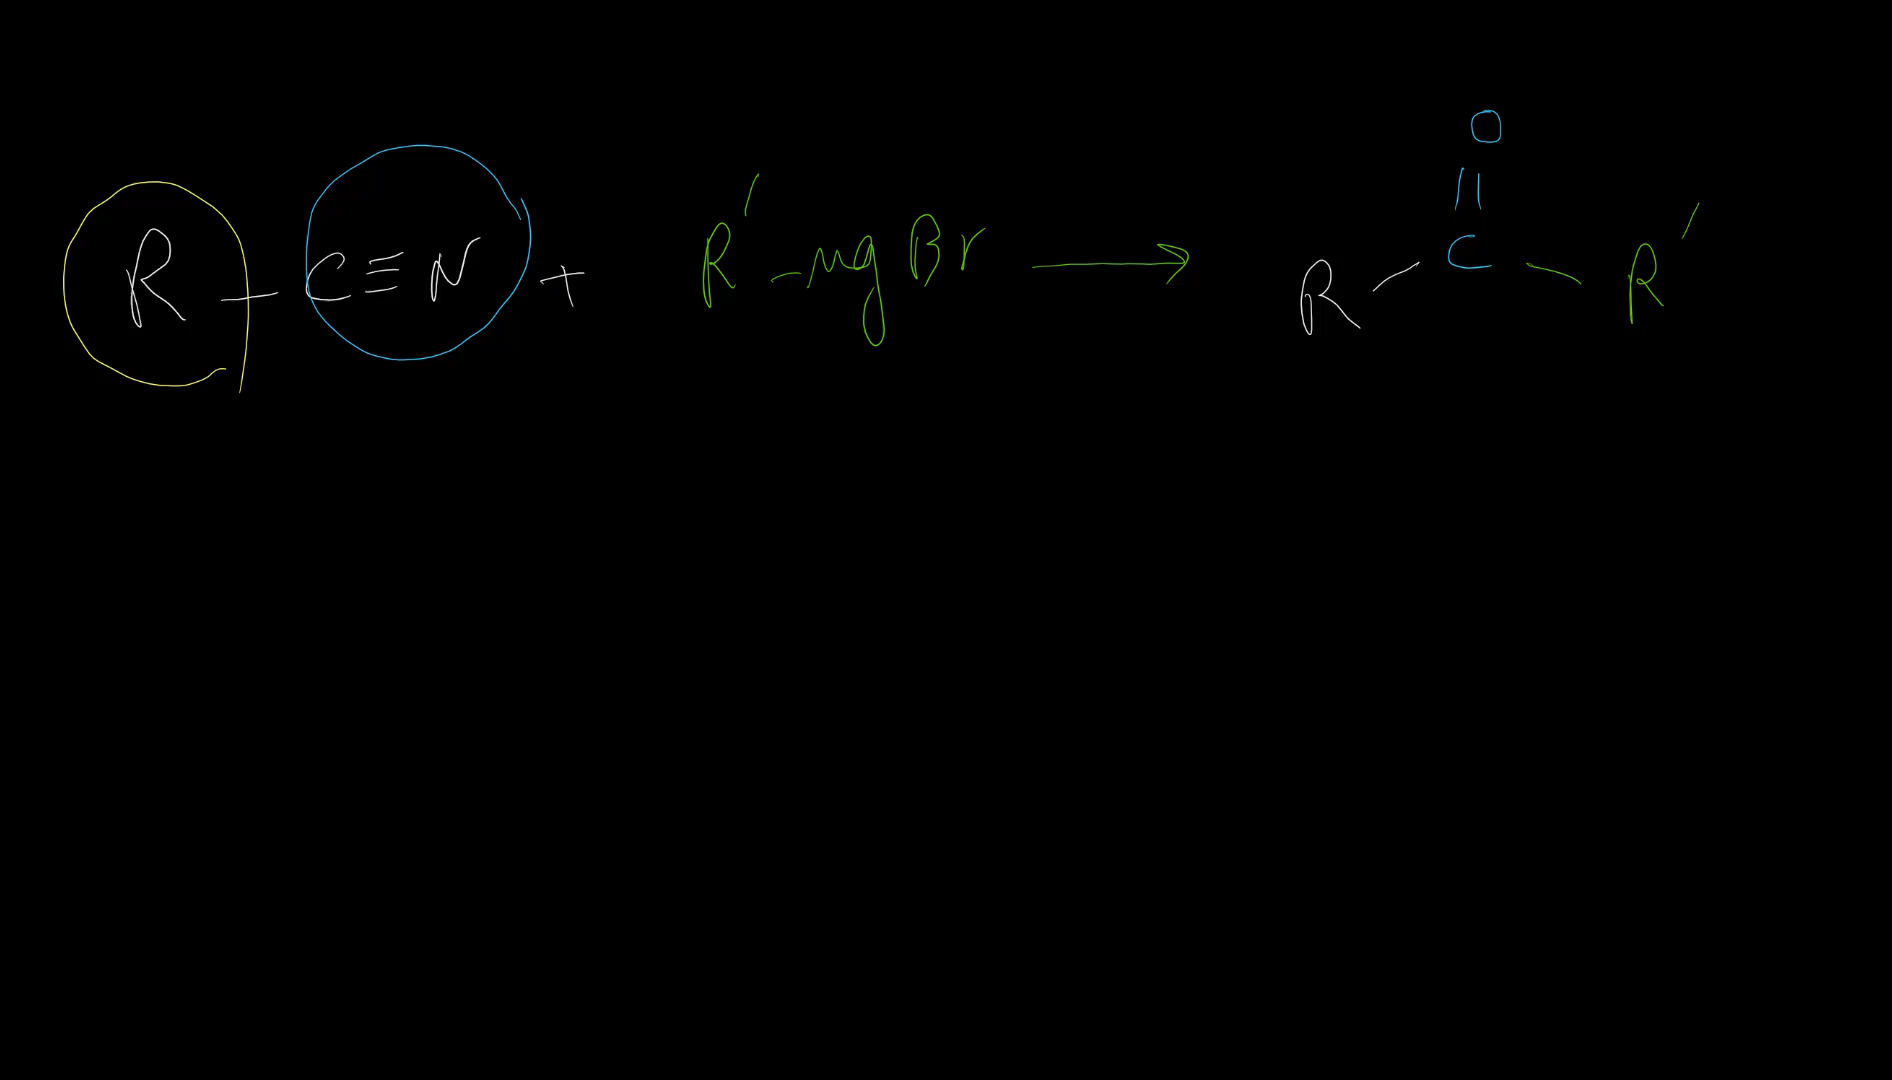 O
||
R - C ≡ N + R' - MgBr ⟶ R - C - R'